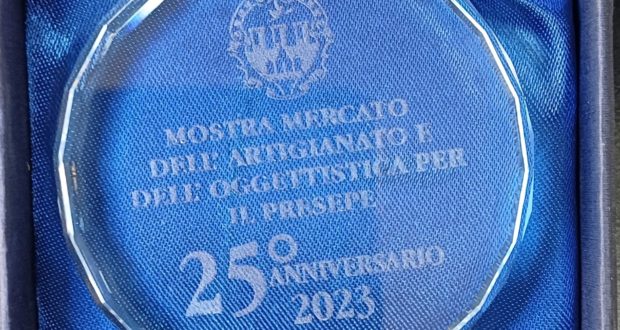 MOSTRA MERCATO
DELL' ARTIGIANATO E
DELL' OGGETTISTICA PER
IL PRESEPE
25° ANNIVERSARIO
2023